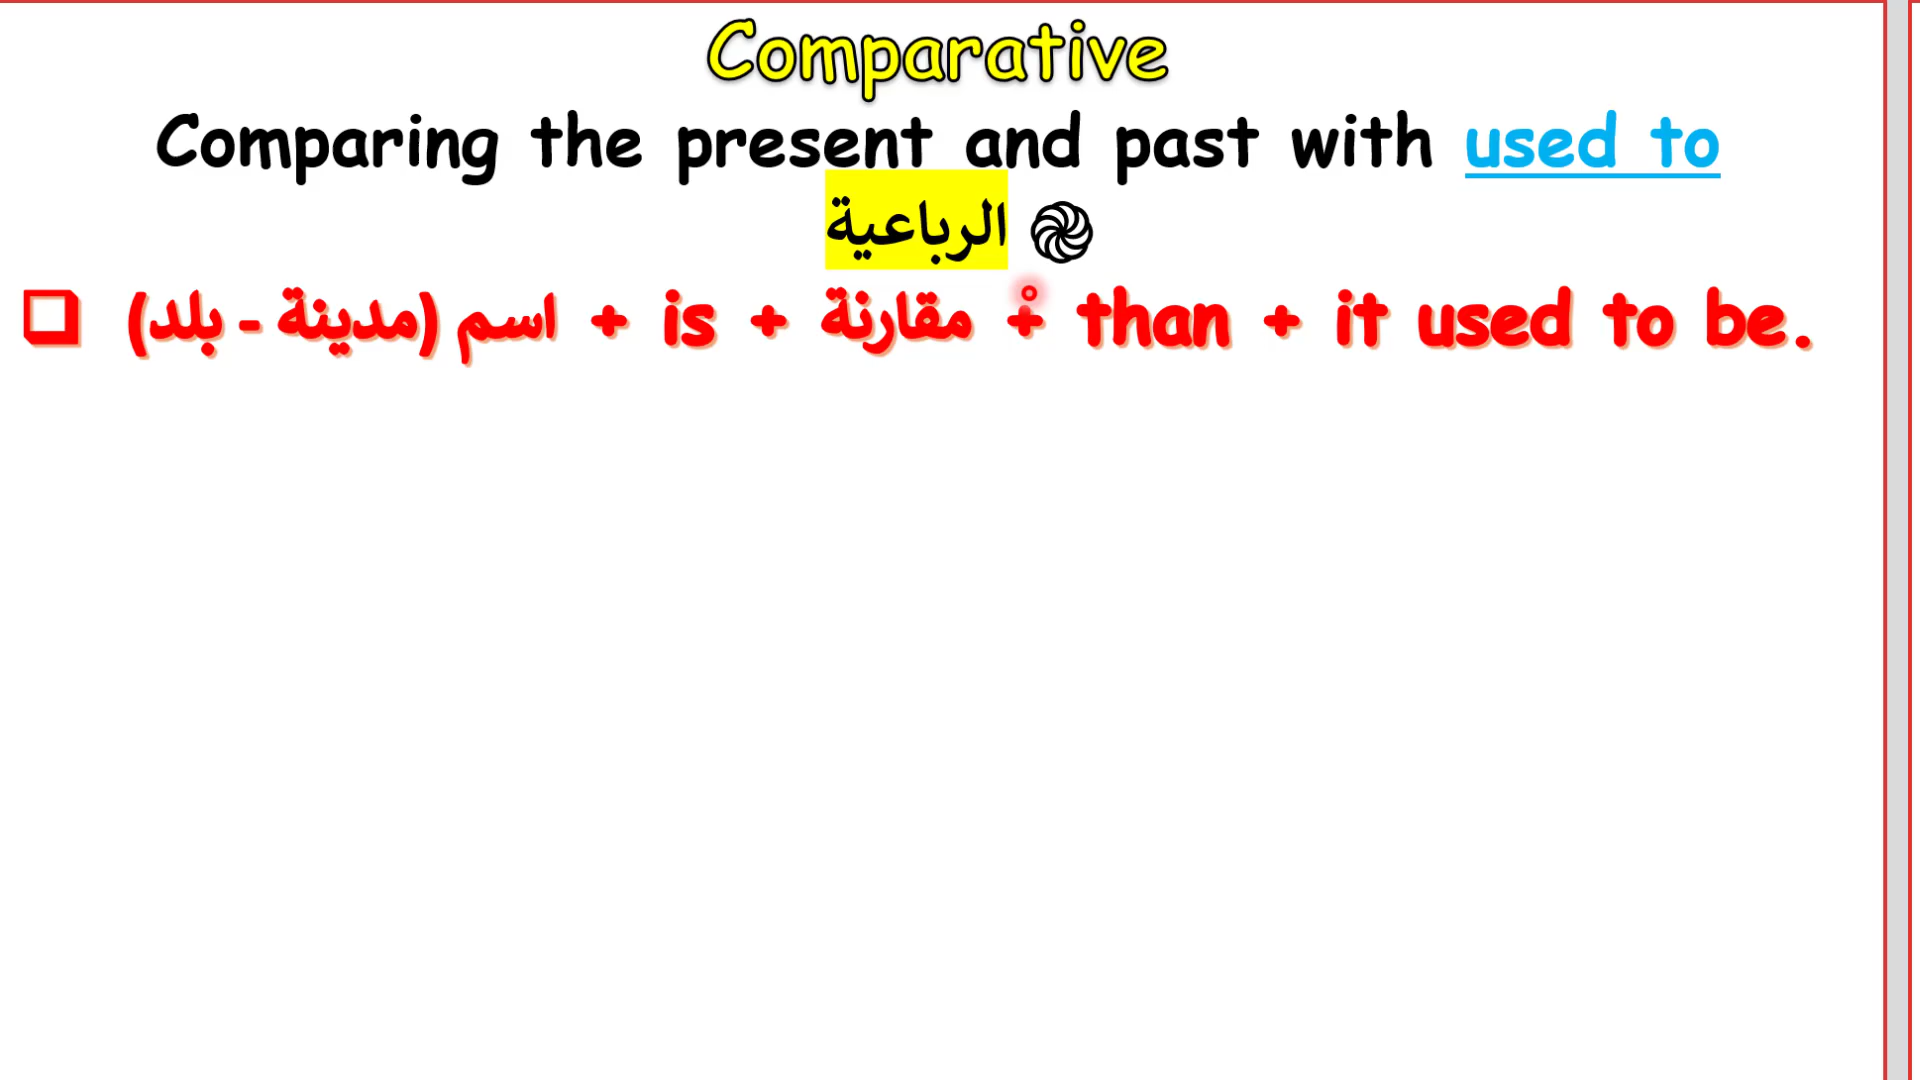 Comparative
Comparing the present and past with used to
الرباعية
اسم (مدينة - بلد) + is + مقارنة + than + it used to be.